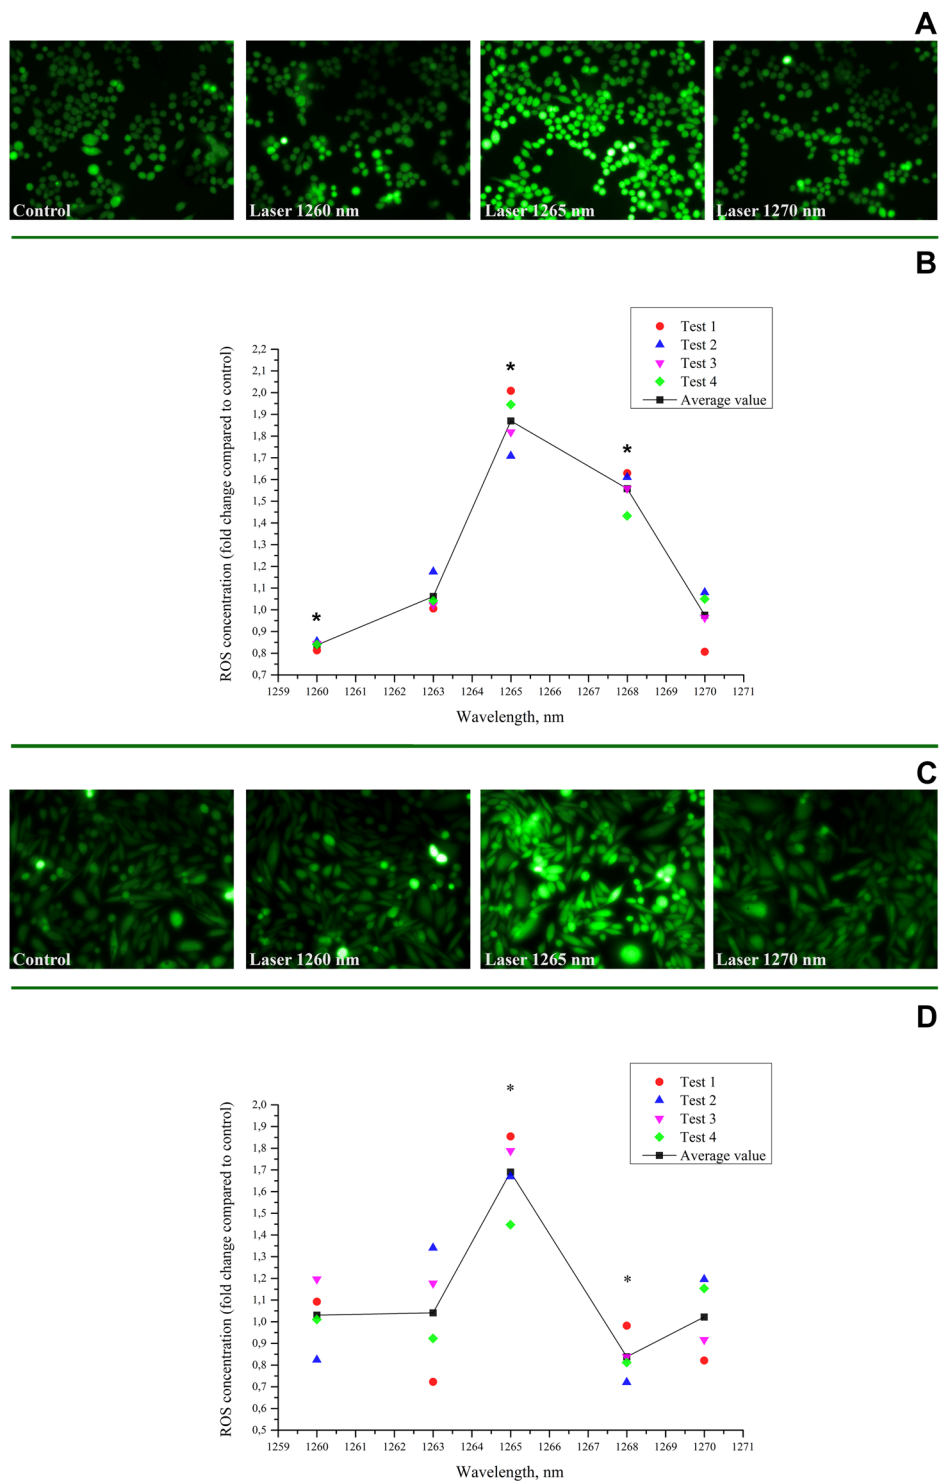 A
Control
Laser 1260 nm
Laser 1265 nm
Laser 1270 nm
B
Test 1
Test 2
Test 3
Test 4
Average value
ROS concentration (fold change compared to control)
2,2
2,1
2,0
1,9
1,8
1,7
1,6
1,5
1,4
1,3
1,2
1,1
1,0
0,9
0,8
0,7
*
*
*
1259 1260 1261 1262 1263 1264 1265 1266 1267 1268 1269 1270 1271
Wavelength, nm
C
Control
Laser 1260 nm
Laser 1265 nm
Laser 1270 nm
D
Test 1
Test 2
Test 3
Test 4
Average value
ROS concentration (fold change compared to control)
2,0
1,9
1,8
1,7
1,6
1,5
1,4
1,3
1,2
1,1
1,0
0,9
0,8
0,7
0,6
0,5
*
*
1259 1260 1261 1262 1263 1264 1265 1266 1267 1268 1269 1270 1271
Wavelength, nm